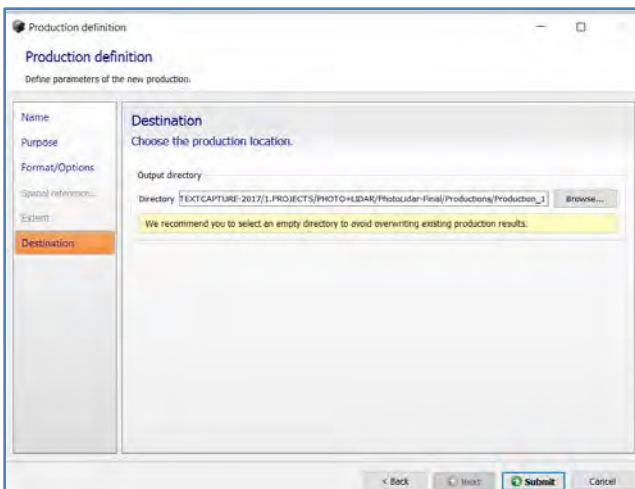 Production definition
Production definition
Define parameters of the new production.
Name
Purpose
Format/Options
Spatial reference...
Extent
Destination
Destination
Choose the production location.
Output directory
Directory TEXTCAPTURE-2017/1.PROJECTS/PHOTO+LIDAR/PhotoLidar-Final/Productions/Production_1 Browse...
We recommend you to select an empty directory to avoid overwriting existing production results.
< Back Next Submit Cancel